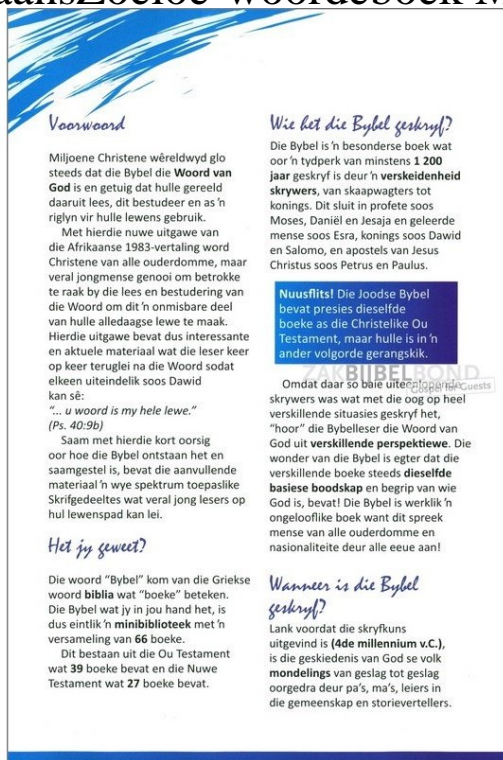 Voorwoord
Miljoene Christene wêreldwyd glo
steeds dat die Bybel die Woord van
God is en getuig dat hulle gereeld
daaruit lees, dit bestudeer en as 'n
riglyn vir hulle lewens gebruik.
Met hierdie nuwe uitgawe van
die Afrikaanse 1983-vertaling word
Christene van alle ouderdomme, maar
veral jongmense genooi om betrokke
te raak by die lees en bestudering van
die Woord om dit 'n onmisbare deel
van hulle alledaagse lewe te maak.
Hierdie uitgawe bevat dus interessante
en aktuele materiaal wat die leser keer
op keer teruglei na die Woord sodat
elkeen uiteindelik soos Dawid
kan sê:
"... u woord is my hele lewe."
(Ps. 40:9b)
Saam met hierdie kort oorsig
oor hoe die Bybel ontstaan het en
saamgestel is, bevat die aanvullende
materiaal 'n wye spektrum toepaslike
Skrifgedeeltes wat veral jong lesers op
hul lewenspad kan lei.
Het jy geweet?
Die woord "Bybel" kom van die Griekse
woord biblia wat "boeke" beteken.
Die Bybel wat jy in jou hand het, is
dus eintlik 'n minibiblioteek met 'n
versameling van 66 boeke.
Dit bestaan uit die Ou Testament
wat 39 boeke bevat en die Nuwe
Testament wat 27 boeke bevat.
Wie het die Bybel geskryf?
Die Bybel is 'n besonderse boek wat
oor 'n tydperk van minstens 1 200
jaar geskryf is deur 'n verskeidenheid
skrywers, van skaapwagters tot
konings. Dit sluit in profete soos
Moses, Daniël en Jesaja en geleerde
mense soos Esra, konings soos Dawid
en Salomo, en apostels van Jesus
Christus soos Petrus en Paulus.
Nuusflits! Die Joodse Bybel
bevat presies dieselfde
boeke as die Christelike Ou
Testament, maar hulle is in 'n
ander volgorde gerangskik.
ZAKBIJBELBOND
Gospel for Guests
Omdat daar so baie uiteenlopende
skrywers was wat met die oog op heel
verskillende situasies geskryf het,
"hoor" die Bybelleser die Woord van
God uit verskillende perspektiewe. Die
wonder van die Bybel is egter dat die
verskillende boeke steeds dieselfde
basiese boodskap en begrip van wie
God is, bevat! Die Bybel is werklik 'n
ongelooflike boek want dit spreek
mense van alle ouderdomme en
nasionaliteite deur alle eeue aan!
Wanneer is die Bybel
geskryf?
Lank voordat die skryfkuns
uitgevind is (4de millennium v.C.),
is die geskiedenis van God se volk
mondelings van geslag tot geslag
oorgedra deur pa's, ma's, leiers in
die gemeenskap en storievertellers.